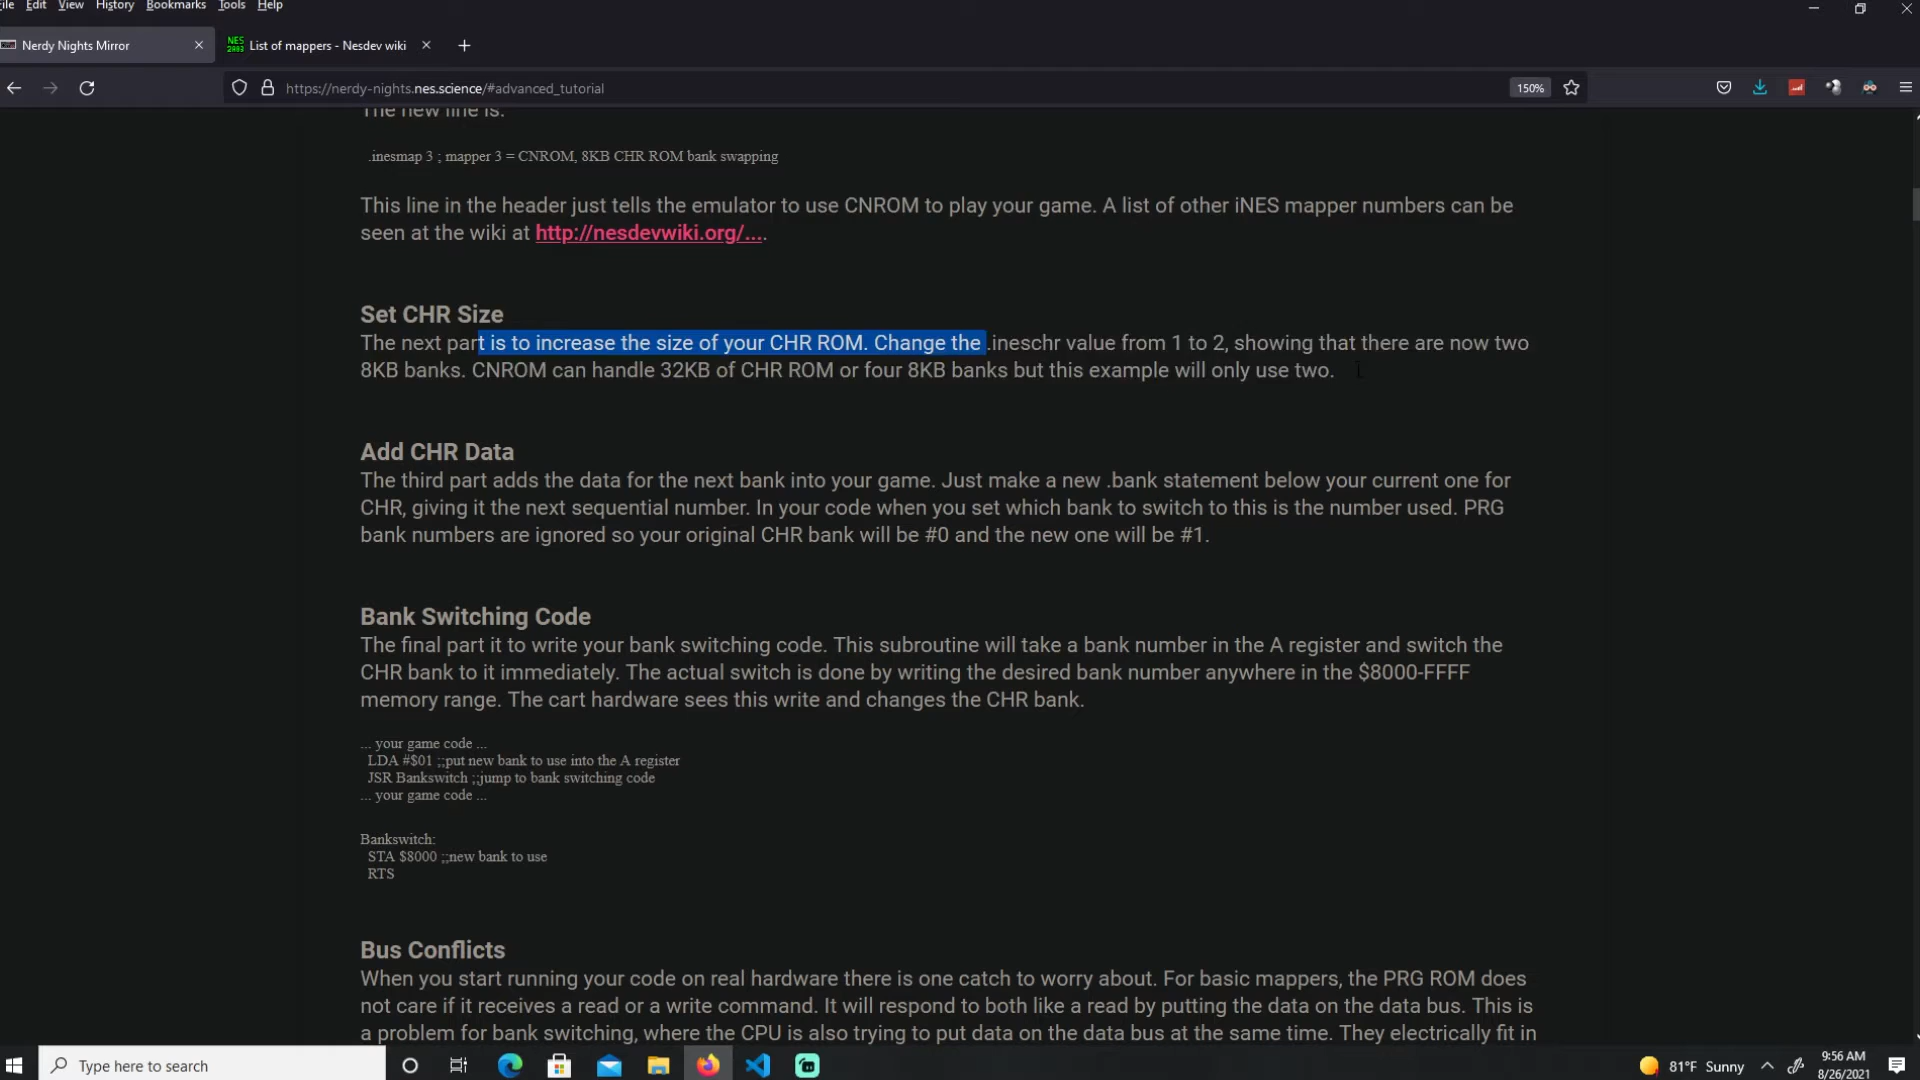 File Edit View History Bookmarks Tools Help
Nerdy Nights Mirror
NES 2003 List of mappers - Nesdev wiki
https://nerdy-nights.nes.science/#advanced_tutorial
150%
The new line is:
.inesmap 3 ; mapper 3 = CNROM, 8KB CHR ROM bank swapping
This line in the header just tells the emulator to use CNROM to play your game. A list of other iNES mapper numbers can be
seen at the wiki at http://nesdevwiki.org/....
Set CHR Size
The next part is to increase the size of your CHR ROM. Change the .ineschr value from 1 to 2, showing that there are now two
8KB banks. CNROM can handle 32KB of CHR ROM or four 8KB banks but this example will only use two.
Add CHR Data
The third part adds the data for the next bank into your game. Just make a new .bank statement below your current one for
CHR, giving it the next sequential number. In your code when you set which bank to switch to this is the number used. PRG
bank numbers are ignored so your original CHR bank will be #0 and the new one will be #1.
Bank Switching Code
The final part it to write your bank switching code. This subroutine will take a bank number in the A register and switch the
CHR bank to it immediately. The actual switch is done by writing the desired bank number anywhere in the $8000-FFFF
memory range. The cart hardware sees this write and changes the CHR bank.
... your game code ...
LDA #$01 ;;put new bank to use into the A register
JSR Bankswitch ;;jump to bank switching code
... your game code ...
Bankswitch:
STA $8000 ;;new bank to use
RTS
Bus Conflicts
When you start running your code on real hardware there is one catch to worry about. For basic mappers, the PRG ROM does
not care if it receives a read or a write command. It will respond to both like a read by putting the data on the data bus. This is
a problem for bank switching, where the CPU is also trying to put data on the data bus at the same time. They electrically fit in
Type here to search
81°F Sunny
9:56 AM
8/26/2021